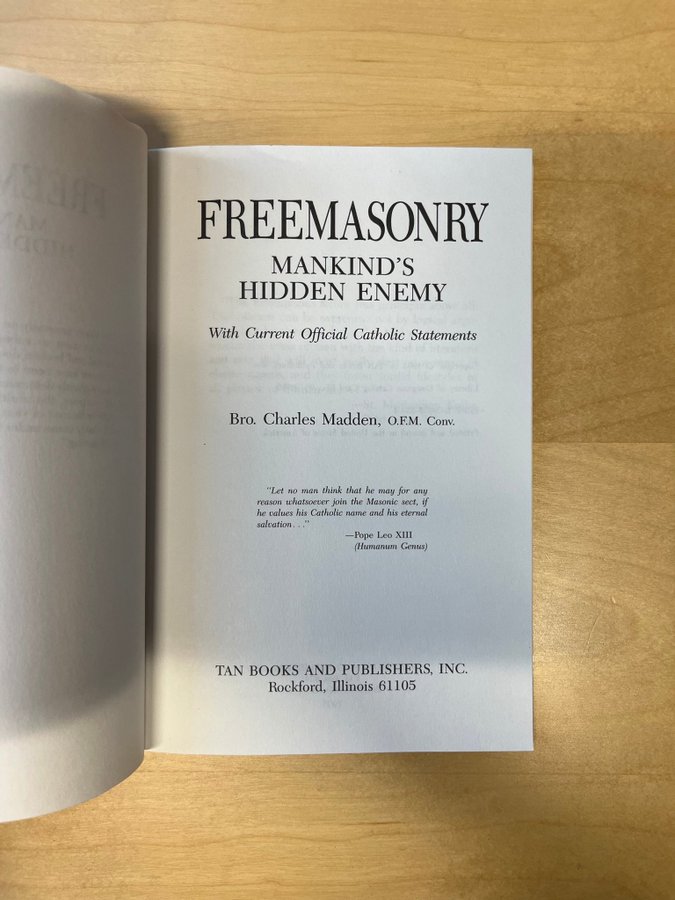 FREEMASONRY
MANKIND'S
HIDDEN ENEMY
With Current Official Catholic Statements
Bro. Charles Madden, O.F.M. Conv.
"Let no man think that he may for any
reason whatsoever join the Masonic sect, if
he values his Catholic name and his eternal
salvation. . ."
—Pope Leo XIII
(Humanum Genus)
TAN BOOKS AND PUBLISHERS, INC.
Rockford, Illinois 61105